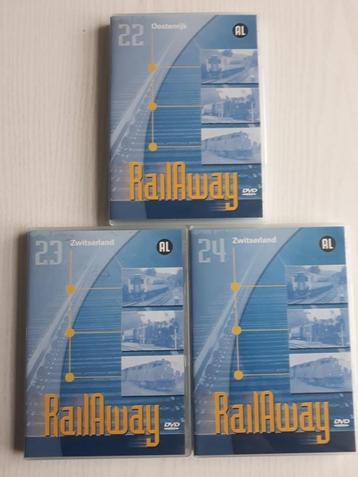 22 Oostenrijk AL
RailAway DVD
23 Zwitserland AL
RailAway DVD
24 Zwitserland AL
RailAway DVD